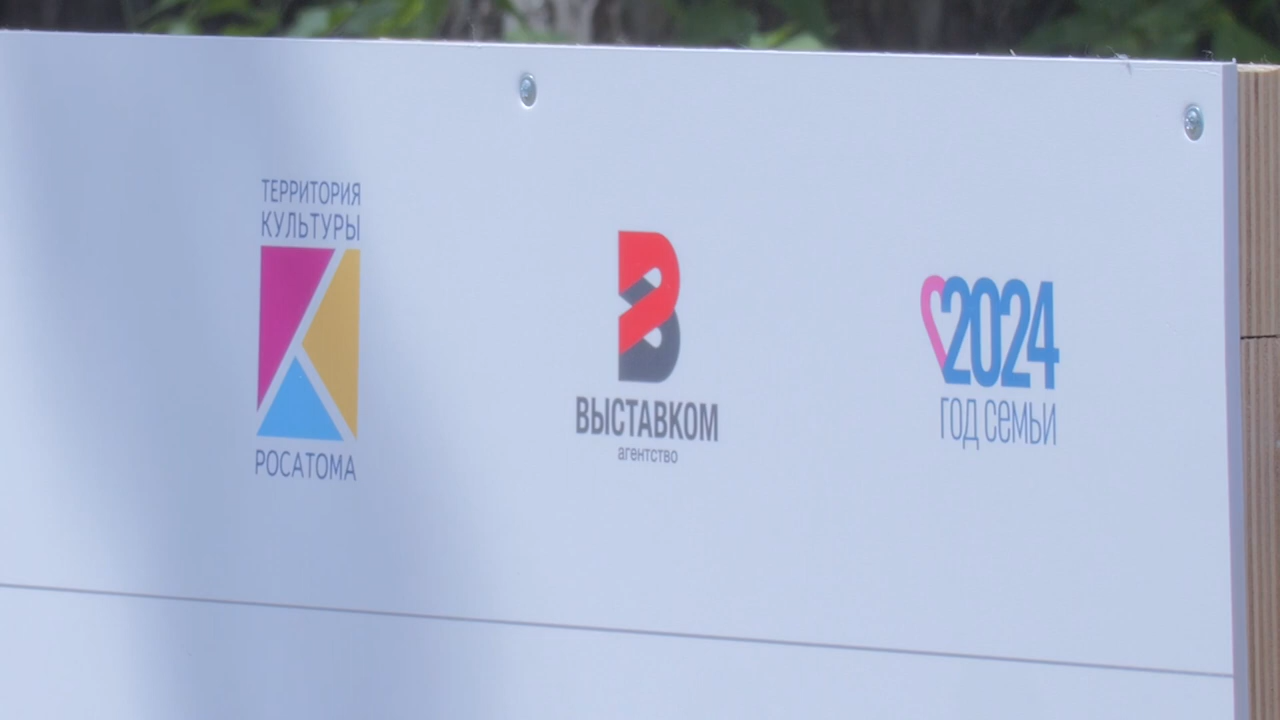 ТЕРРИТОРИЯ
КУЛЬТУРЫ
РОСАТОМА
ВЫСТАВКОМ
агентство
2024
ГОД СЕМЬИ